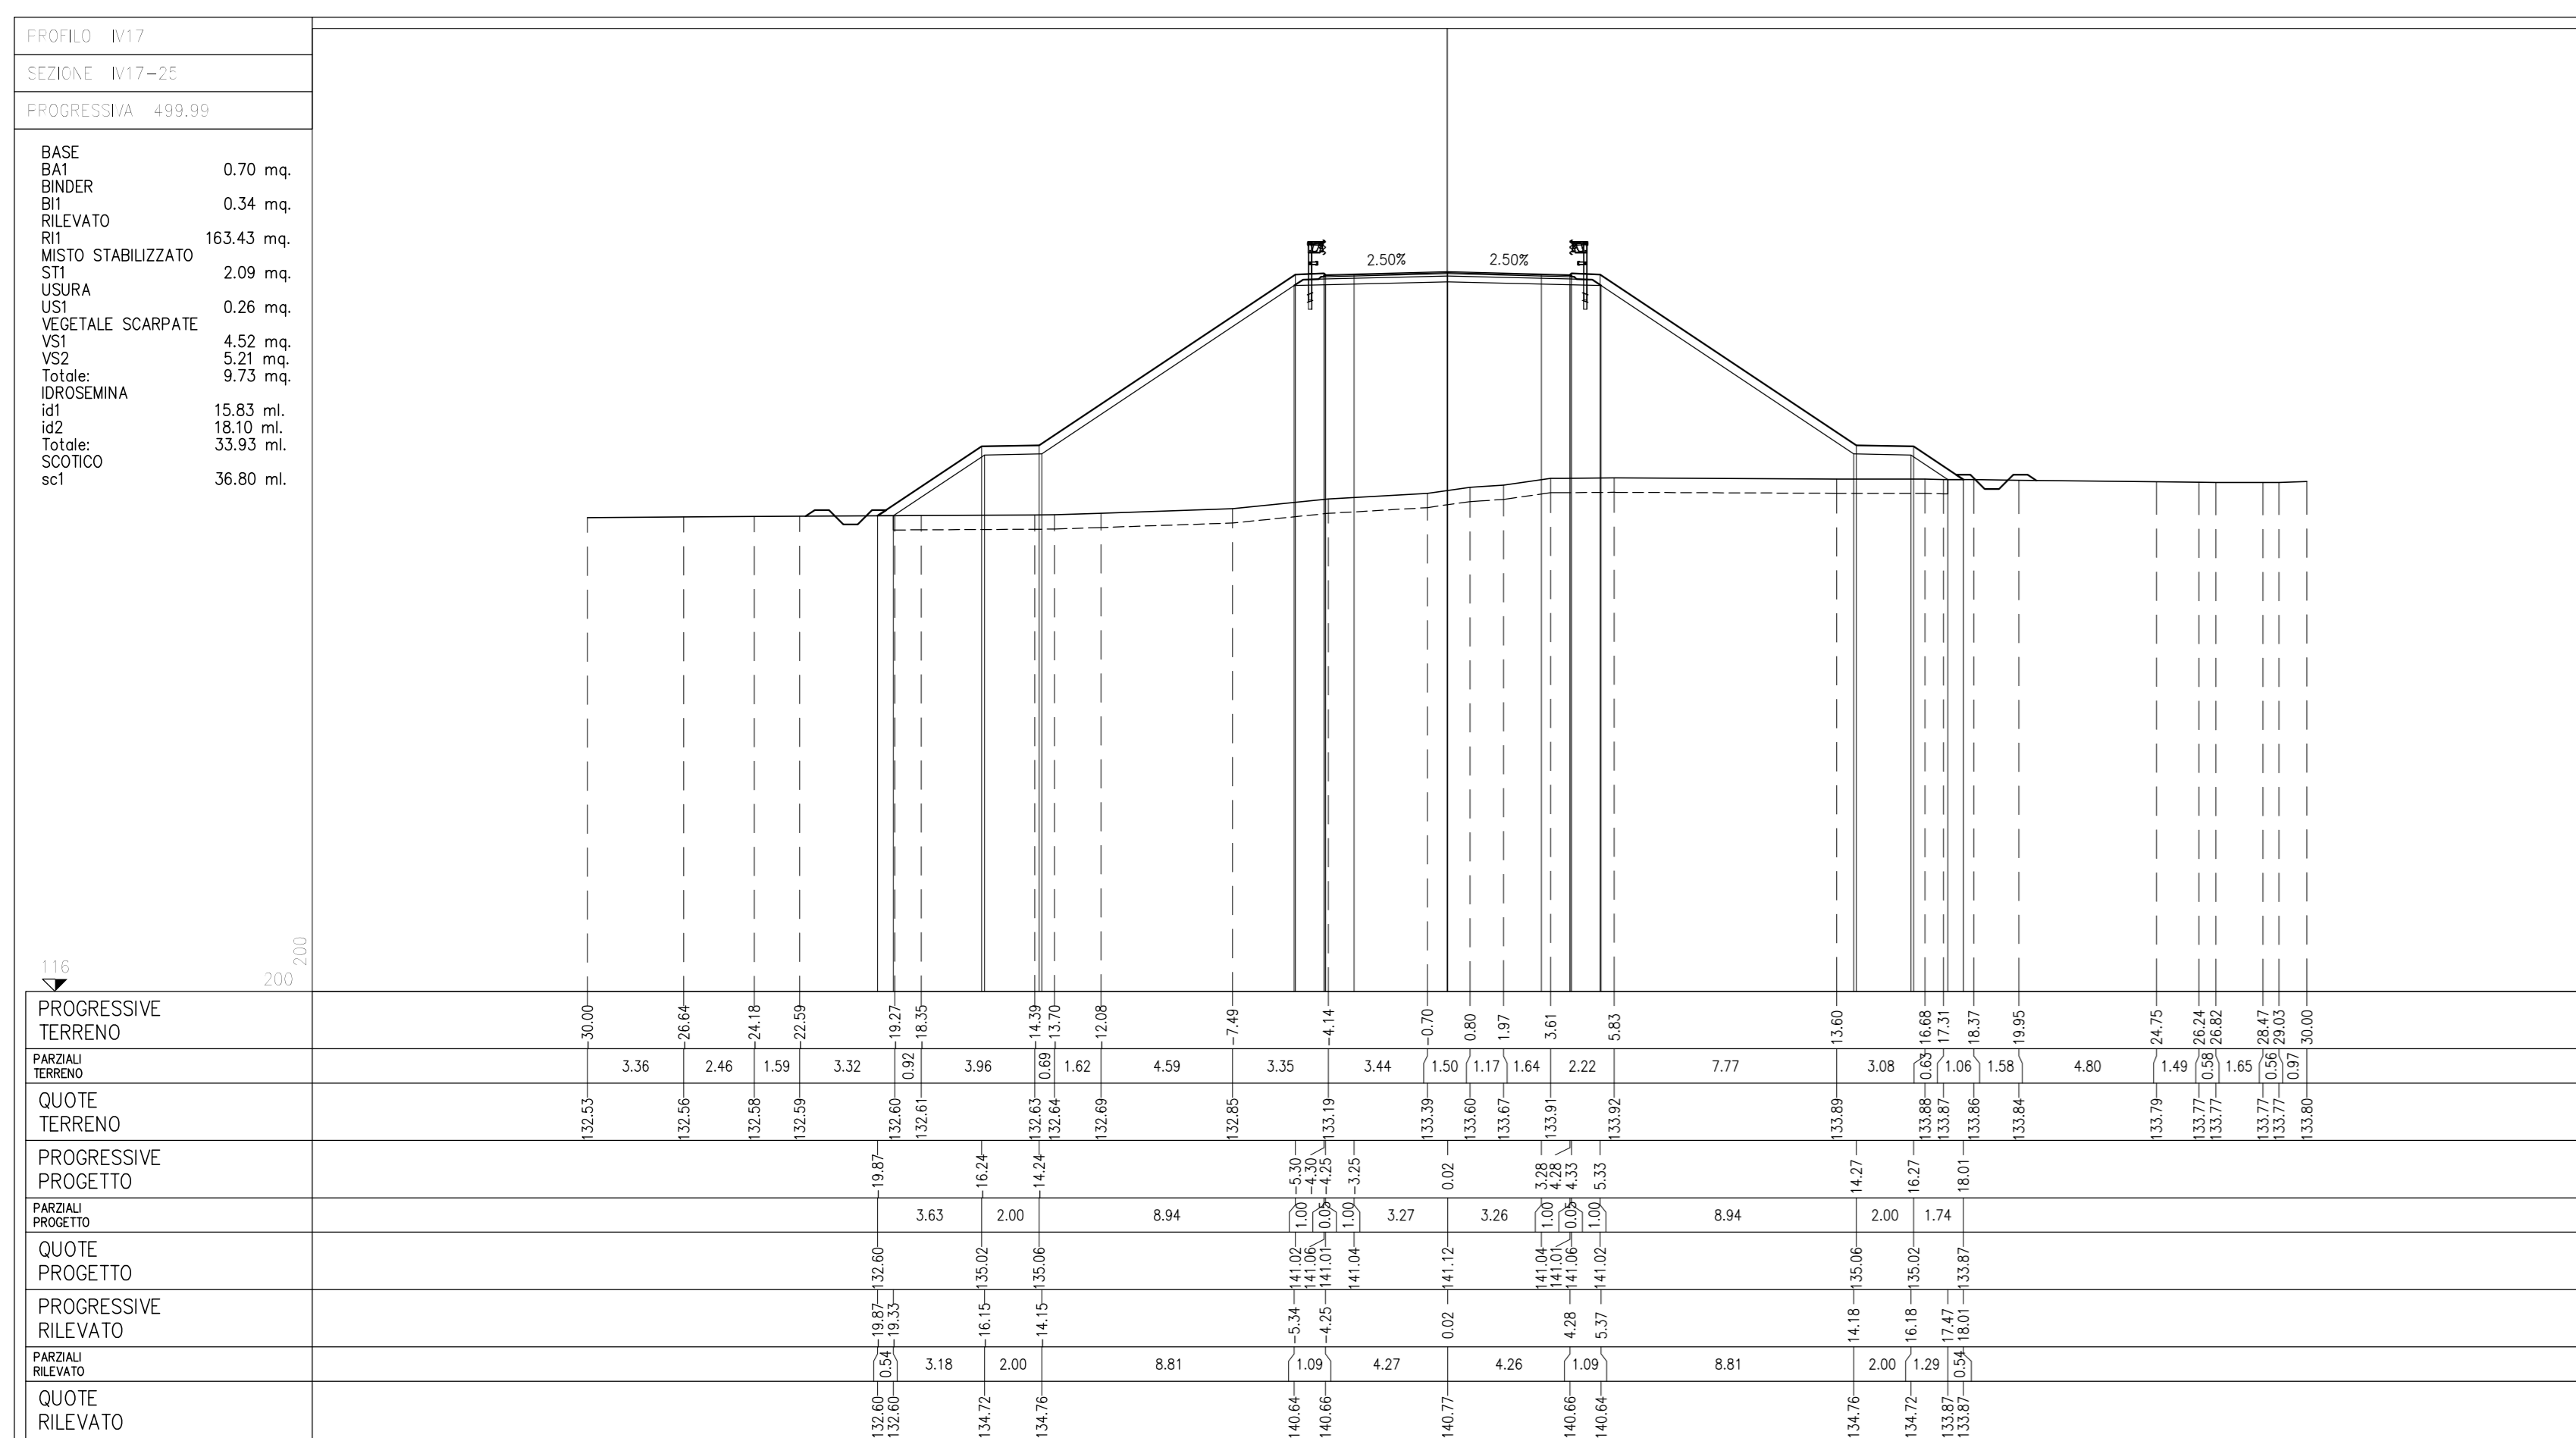 PROFILO IV17
SEZIONE IV17-25
PROGRESSIVA 499.99
BASE
BA1 0.70 mq.
BINDER
BI1 0.34 mq.
RILEVATO
RI1 163.43 mq.
MISTO STABILIZZATO
ST1 2.09 mq.
USURA
US1 0.26 mq.
VEGETALE SCARPATE
VS1 4.52 mq.
VS2 5.21 mq.
Totale: 9.73 mq.
IDROSEMINA
id1 15.83 ml.
id2 18.10 ml.
Totale: 33.93 ml.
SCOTICO
sc1 36.80 ml.
2.50% 2.50%
200
116
200
PROGRESSIVE
TERRENO
-30.00 -26.64 -24.18 -22.59 -19.27 -18.35 -14.39 -13.70 -12.08 -7.49 -4.14 -0.70 0.80 1.97 3.61 5.83 13.60 16.68 17.31 18.37 19.95 24.75 26.24 26.82 28.47 29.03 30.00
PARZIALI
TERRENO
3.36 2.46 1.59 3.32 0.92 3.96 0.69 1.62 4.59 3.35 3.44 1.50 1.17 1.64 2.22 7.77 3.08 0.63 1.06 1.58 4.80 1.49 0.58 1.65 0.56 0.97
QUOTE
TERRENO
132.53 132.56 132.58 132.59 132.60 132.61 132.63 132.64 132.69 132.85 133.19 133.39 133.60 133.67 133.91 133.92 133.89 133.88 133.87 133.86 133.84 133.79 133.77 133.77 133.77 133.77 133.80
PROGRESSIVE
PROGETTO
-19.87 -16.24 -14.24 -5.30 -4.30 -4.25 -3.25 0.02 3.28 4.28 4.33 5.33 14.27 16.27 18.01
PARZIALI
PROGETTO
3.63 2.00 8.94 1.00 0.05 1.00 3.27 3.26 1.00 0.05 1.00 8.94 2.00 1.74
QUOTE
PROGETTO
132.60 135.02 135.06 141.02 141.06 141.01 141.04 141.12 141.04 141.01 141.06 141.02 135.06 135.02 133.87
PROGRESSIVE
RILEVATO
-19.87 -19.33 -16.15 -14.15 -5.34 -4.25 0.02 4.28 5.37 14.18 16.18 17.47 18.01
PARZIALI
RILEVATO
0.54 3.18 2.00 8.81 1.09 4.27 4.26 1.09 8.81 2.00 1.29 0.54
QUOTE
RILEVATO
132.60 132.60 134.72 134.76 140.64 140.66 140.77 140.66 140.64 134.76 134.72 133.87 133.87